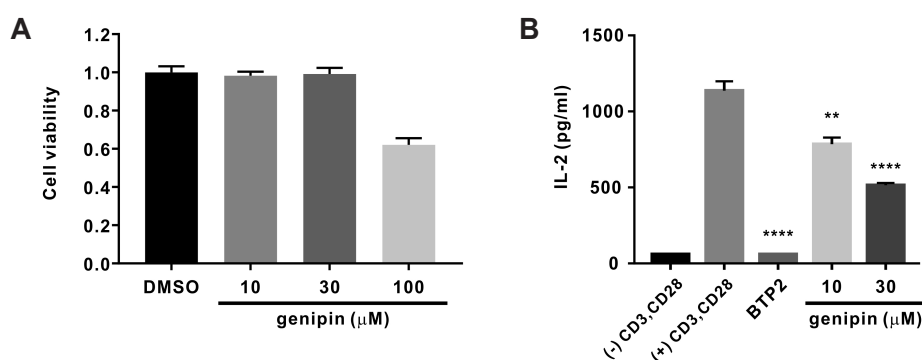 A
Cell viability
1.2
1.0
0.8
0.6
0.4
0.2
0.0
DMSO 10 30 100
genipin (μM)
B
IL-2 (pg/ml)
1500
1000
500
0
**
****
****
(-) CD3,CD28
(+) CD3,CD28
BTP2
10 30
genipin (μM)